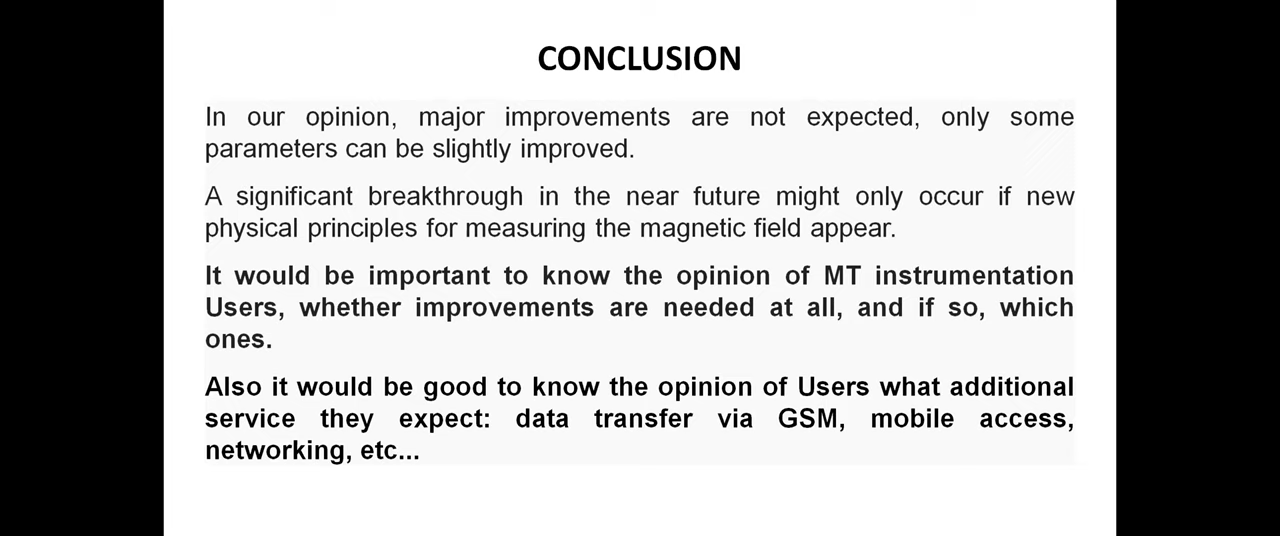 CONCLUSION
In our opinion, major improvements are not expected, only some
parameters can be slightly improved.
A significant breakthrough in the near future might only occur if new
physical principles for measuring the magnetic field appear.
It would be important to know the opinion of MT instrumentation
Users, whether improvements are needed at all, and if so, which
ones.
Also it would be good to know the opinion of Users what additional
service they expect: data transfer via GSM, mobile access,
networking, etc...